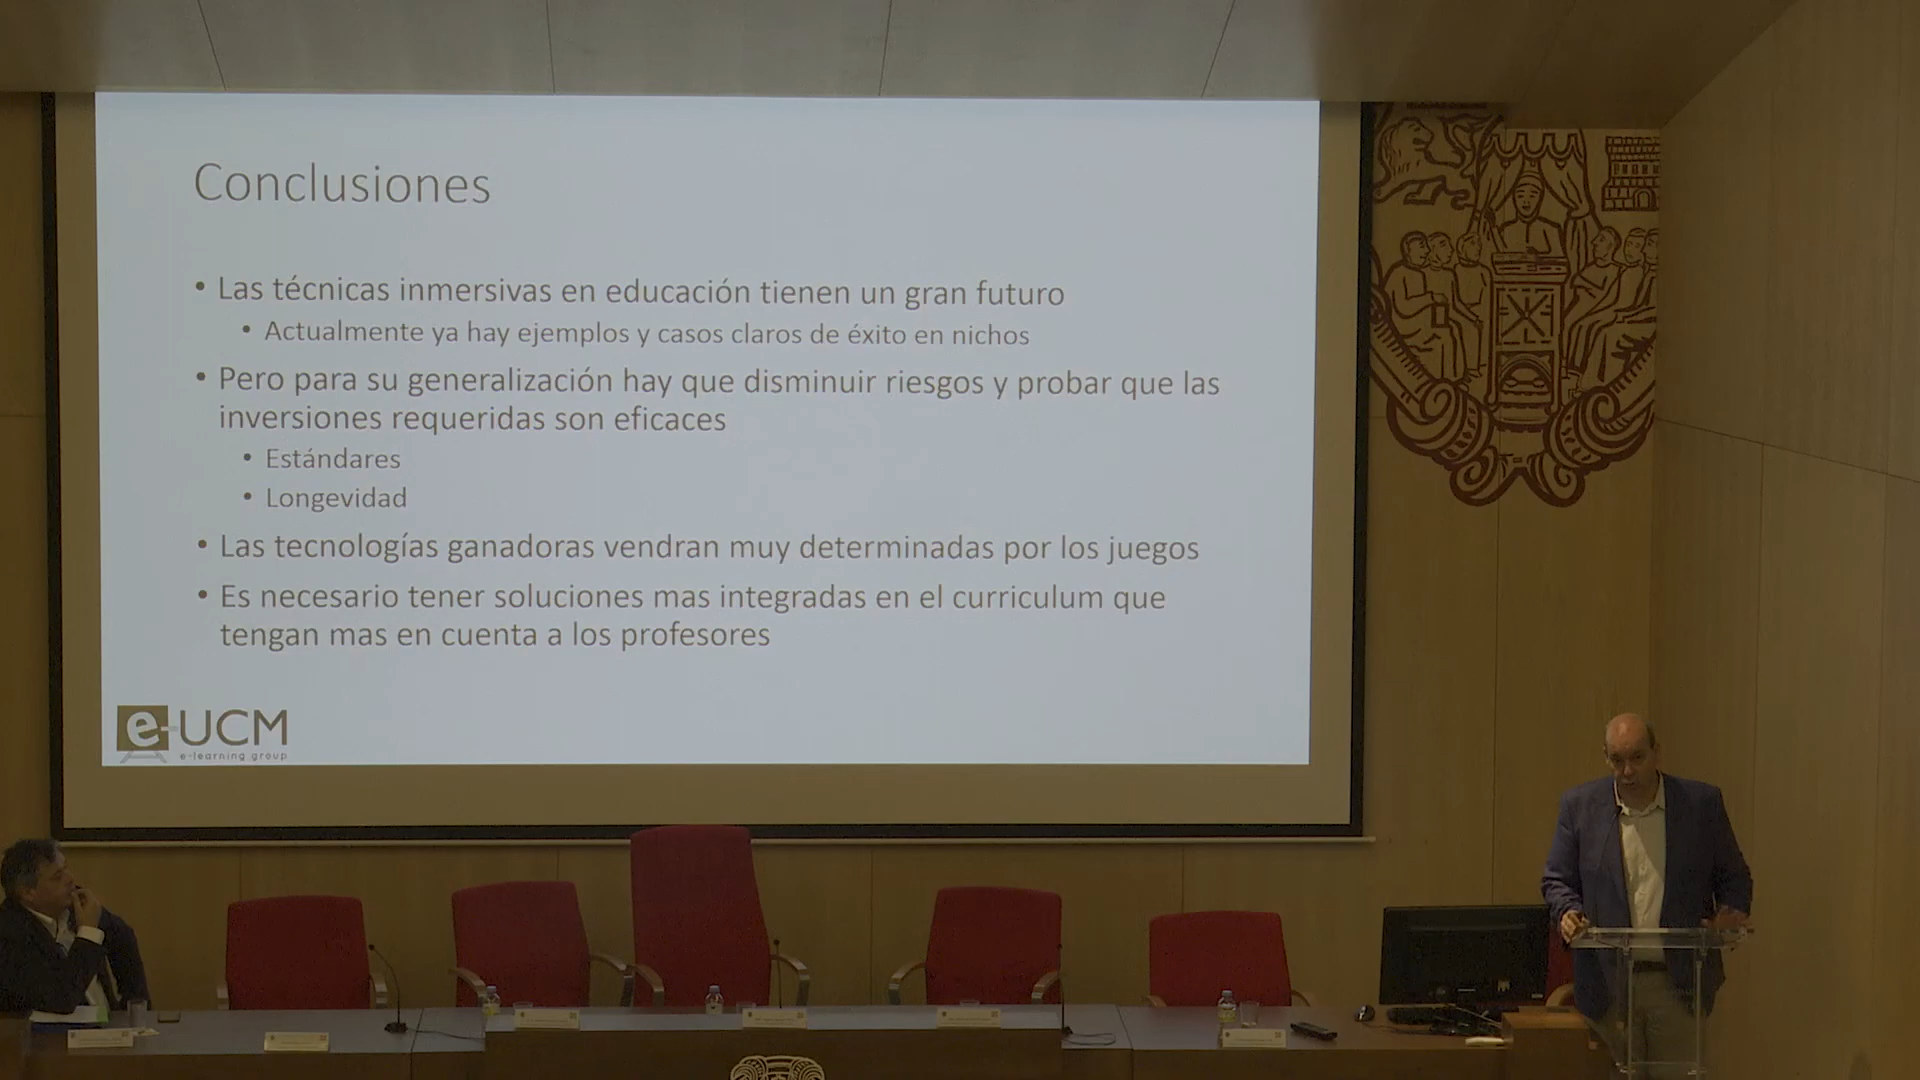 Conclusiones
• Las técnicas inmersivas en educación tienen un gran futuro
• Actualmente ya hay ejemplos y casos claros de éxito en nichos
• Pero para su generalización hay que disminuir riesgos y probar que las
inversiones requeridas son eficaces
• Estándares
• Longevidad
• Las tecnologías ganadoras vendran muy determinadas por los juegos
• Es necesario tener soluciones mas integradas en el curriculum que
tengan mas en cuenta a los profesores
e-UCM
e-learning group